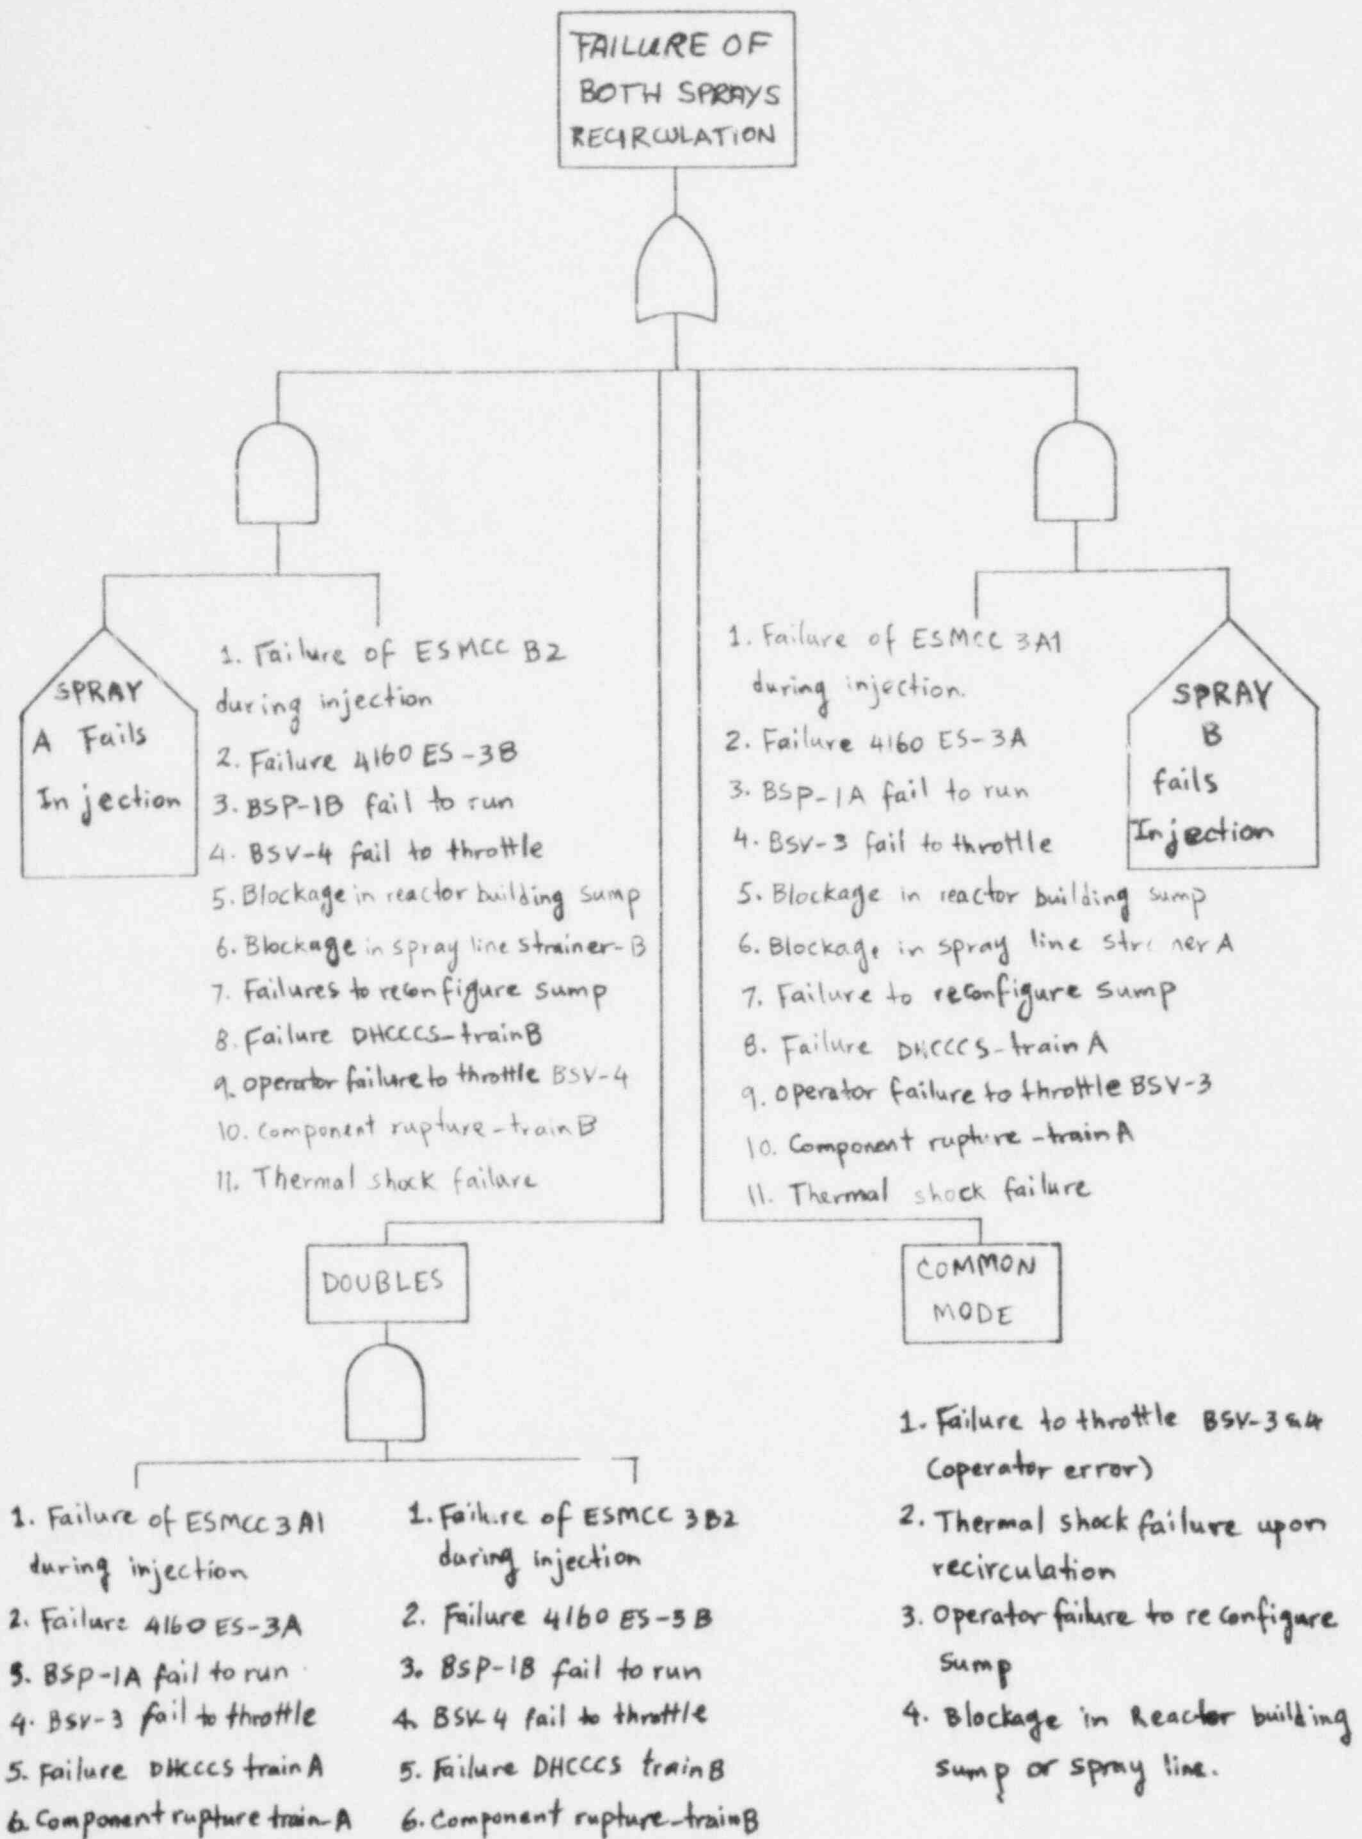 FAILURE OF
BOTH SPRAYS
RECIRCULATION
SPRAY
A Fails
Injection
1. Failure of ESMCC B2
during injection
2. Failure 4160 ES-3B
3. BSP-1B fail to run
4. BSV-4 fail to throttle
5. Blockage in reactor building sump
6. Blockage in spray line strainer-B
7. Failures to reconfigure sump
8. Failure DHCCCS-train B
9. operator failure to throttle BSV-4
10. Component rupture-train B
11. Thermal shock failure
1. Failure of ESMCC 3A1
during injection.
2. Failure 4160 ES-3A
3. BSP-1A fail to run
4. BSV-3 fail to throttle
5. Blockage in reactor building sump
6. Blockage in spray line strainer A
7. Failure to reconfigure sump
8. Failure DHCCCS-train A
9. operator failure to throttle BSV-3
10. Component rupture-train A
11. Thermal shock failure
SPRAY
B
fails
Injection
DOUBLES
COMMON
MODE
1. Failure of ESMCC 3A1
during injection
2. Failure 4160 ES-3A
3. BSP-1A fail to run
4. BSV-3 fail to throttle
5. Failure DHCCCS train A
6. Component rupture train-A
1. Failure of ESMCC 3B2
during injection
2. Failure 4160 ES-3B
3. BSP-1B fail to run
4. BSV-4 fail to throttle
5. Failure DHCCCS train B
6. Component rupture-train B
1. Failure to throttle BSV-3 & 4
(operator error)
2. Thermal shock failure upon
recirculation
3. Operator failure to reconfigure
sump
4. Blockage in Reactor building
sump or spray line.